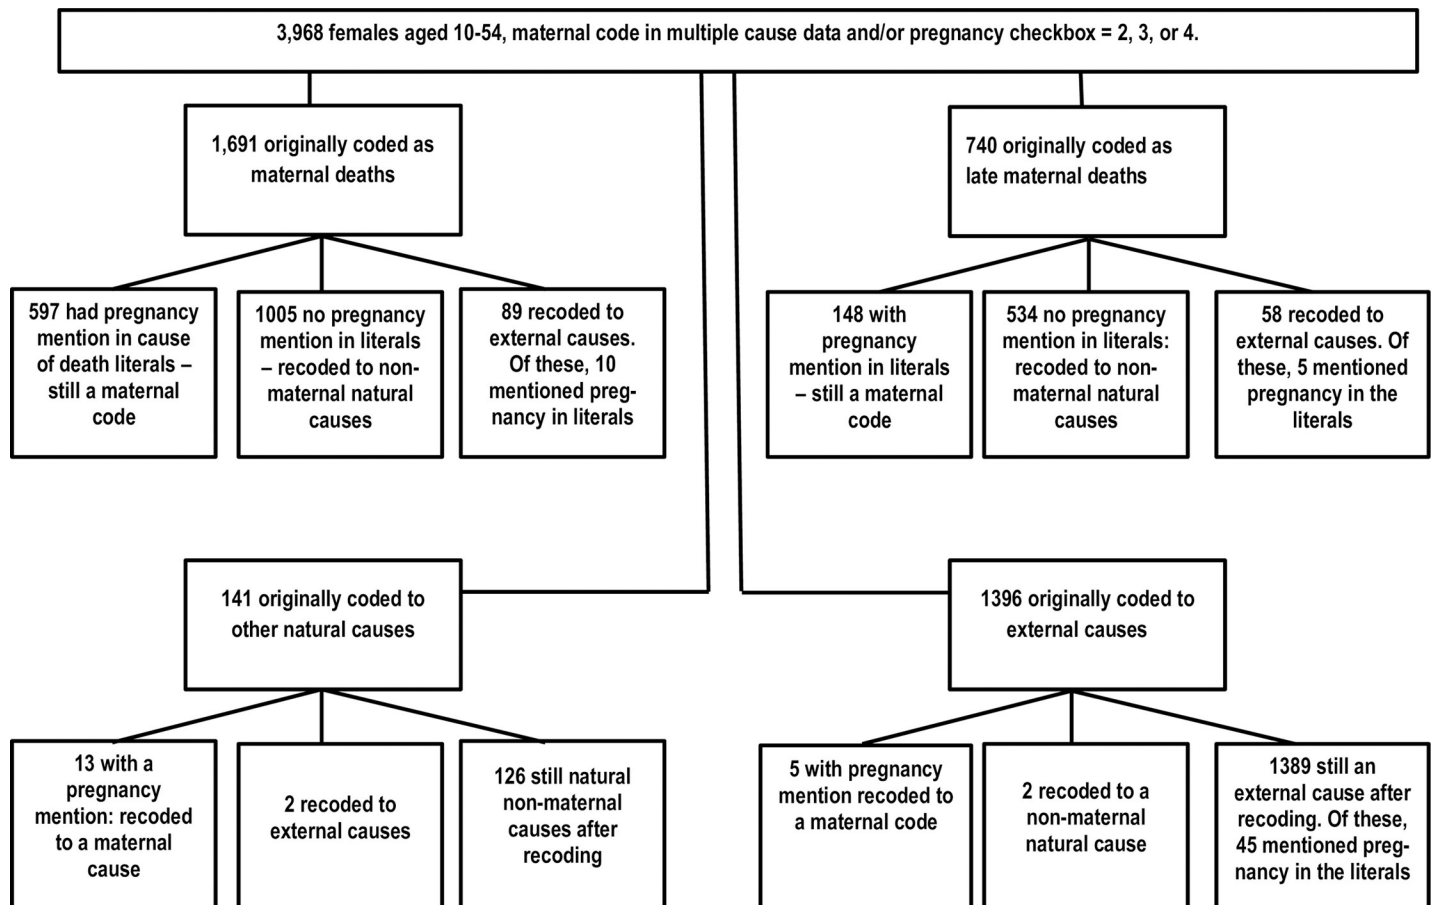 3,968 females aged 10-54, maternal code in multiple cause data and/or pregnancy checkbox = 2, 3, or 4.
1,691 originally coded as
maternal deaths
740 originally coded as
late maternal deaths
597 had pregnancy
mention in cause
of death literals –
still a maternal
code
1005 no pregnancy
mention in literals
– recoded to non-
maternal natural
causes
89 recoded to
external causes.
Of these, 10
mentioned preg-
nancy in literals
148 with
pregnancy
mention in literals
– still a maternal
code
534 no pregnancy
mention in literals:
recoded to non-
maternal natural
causes
58 recoded to
external causes. Of
these, 5 mentioned
pregnancy in the
literals
141 originally coded to
other natural causes
1396 originally coded to
external causes
13 with a
pregnancy
mention: recoded
to a maternal
cause
2 recoded to
external causes
126 still natural
non-maternal
causes after
recoding
5 with pregnancy
mention recoded to
a maternal code
2 recoded to a
non-maternal
natural cause
1389 still an
external cause after
recoding. Of these,
45 mentioned preg-
nancy in the literals